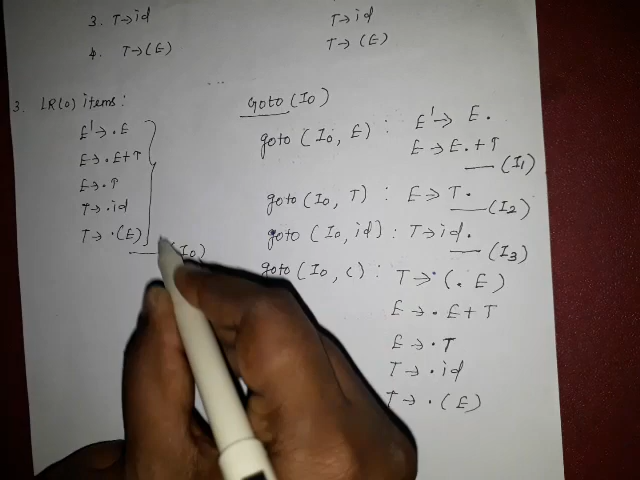 3. T→id
T→id
4. T→(E)
T→(E)
3. LR(0) items:
E'→.E
E→.E+T
E→.T
T→.id
T→.(E)
(I0)
Goto(I0)
goto (I0, E) : E'→ E.
E→E.+T
(I1)
goto (I0, T) : E→T.
(I2)
goto (I0, id) : T→id.
(I3)
goto (I0, () : T→(.E)
E→.E+T
E→.T
T→.id
T→.(E)